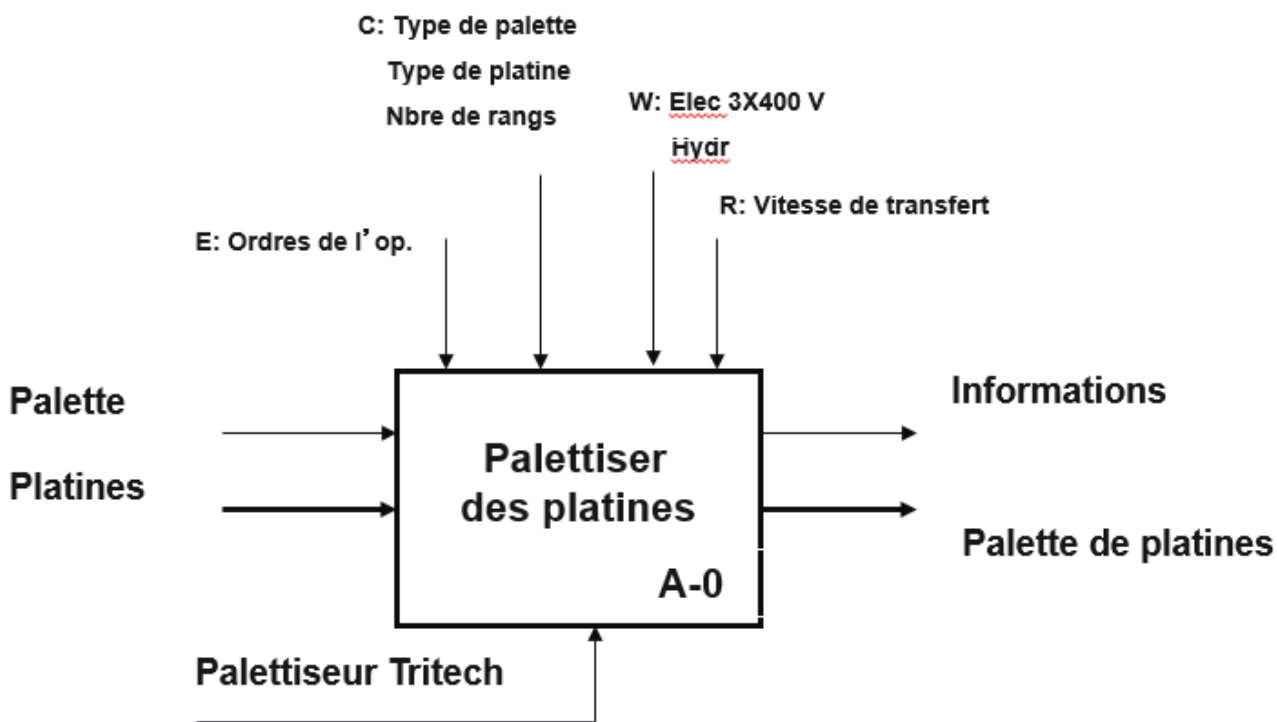 C: Type de palette
Type de platine
Nbre de rangs
W: Elec 3X400 V
Hydr
R: Vitesse de transfert
E: Ordres de l’op.
Palette
Platines
Palettiser
des platines
A-0
Informations
Palette de platines
Palettiseur Tritech